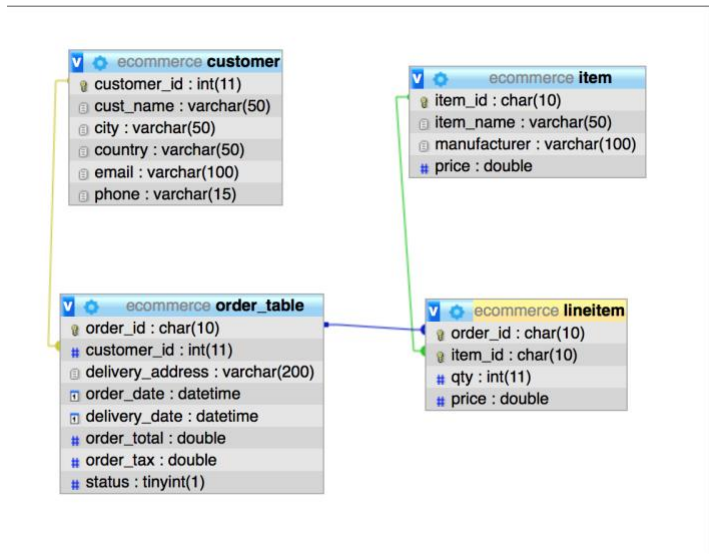 ecommerce customer
customer_id : int(11)
cust_name : varchar(50)
city : varchar(50)
country : varchar(50)
email : varchar(100)
phone : varchar(15)
ecommerce item
item_id : char(10)
item_name : varchar(50)
manufacturer : varchar(100)
price : double
ecommerce order_table
order_id : char(10)
customer_id : int(11)
delivery_address : varchar(200)
order_date : datetime
delivery_date : datetime
order_total : double
order_tax : double
status : tinyint(1)
ecommerce lineitem
order_id : char(10)
item_id : char(10)
qty : int(11)
price : double